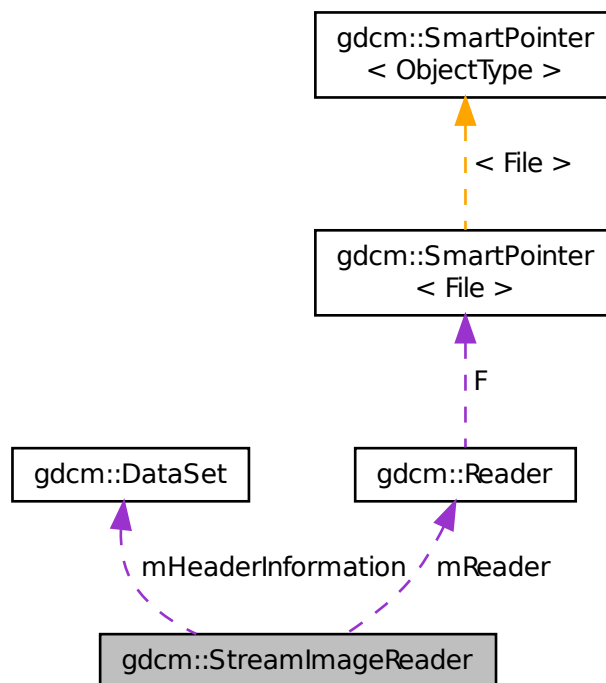 gdcm::SmartPointer
< ObjectType >
< File >
gdcm::SmartPointer
< File >
F
gdcm::DataSet
gdcm::Reader
mHeaderInformation
mReader
gdcm::StreamImageReader